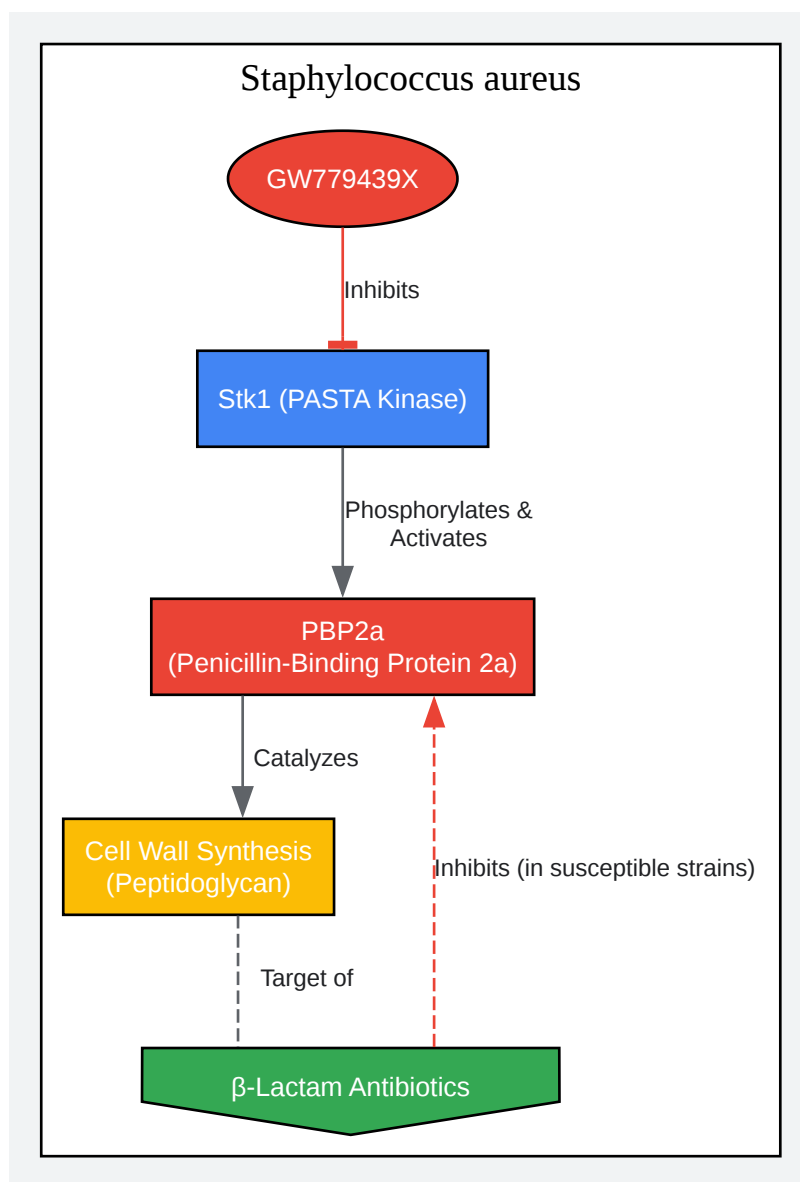 Staphylococcus aureus
GW779439X
Inhibits
Stk1 (PASTA Kinase)
Phosphorylates &
Activates
PBP2a
(Penicillin-Binding Protein 2a)
Catalyzes
Cell Wall Synthesis
(Peptidoglycan)
Inhibits (in susceptible strains)
Target of
β-Lactam Antibiotics